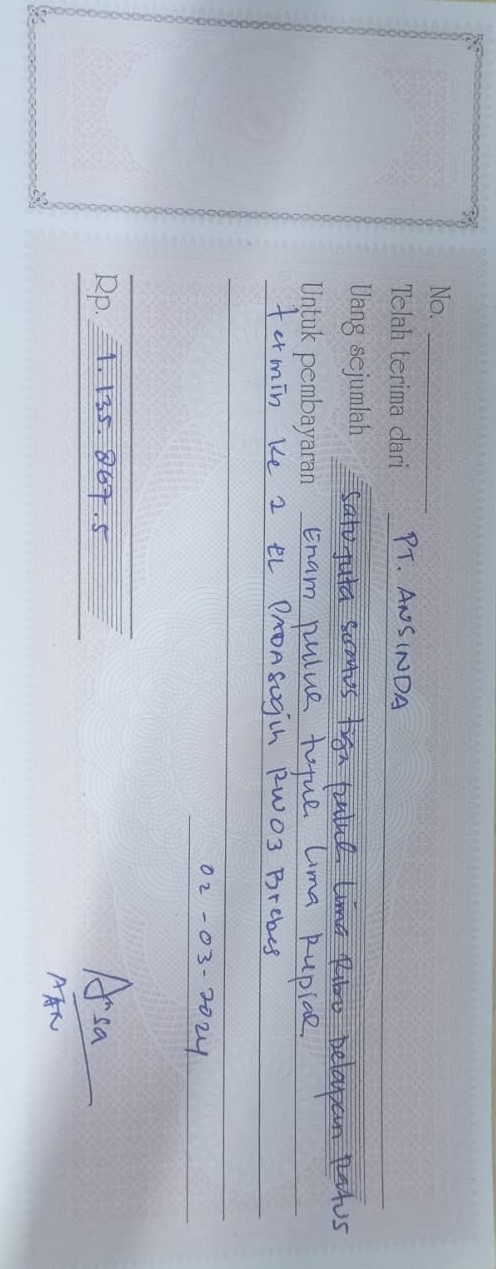 No.
Telah terima dari PT. ANSINDA
Uang sejumlah satu juta seratus tiga puluh lima Ribu Delapan Ratus
Untuk pembayaran Enam puluh tujuh lima Rupiah
termin ke 2 EL PADASugih RW03 Brebes
02 - 03 - 2024
Rp. 1.135.867.5
Ansa
AAN